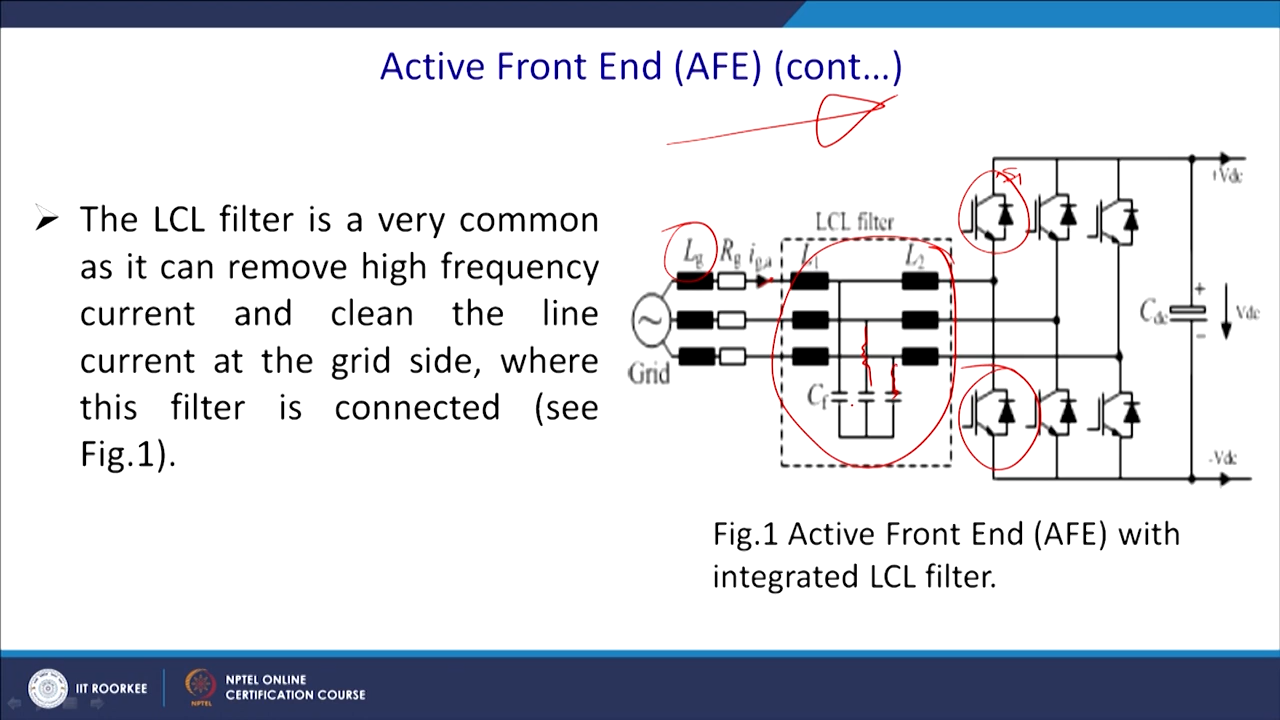 Active Front End (AFE) (cont...)
The LCL filter is a very common
as it can remove high frequency
current and clean the line
current at the grid side, where
this filter is connected (see
Fig.1).
S1
+Vdc
LCL filter
Lg Rg iga L1 L2
Cdc + - Vdc
Grid
Cf
-Vdc
Fig.1 Active Front End (AFE) with
integrated LCL filter.
IIT ROORKEE
NPTEL ONLINE
CERTIFICATION COURSE
NPTEL